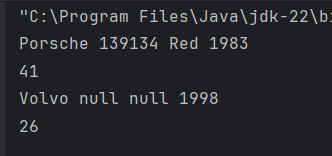 "C:\Program Files\Java\jdk-22\bi
Porsche 139134 Red 1983
41
Volvo null null 1998
26